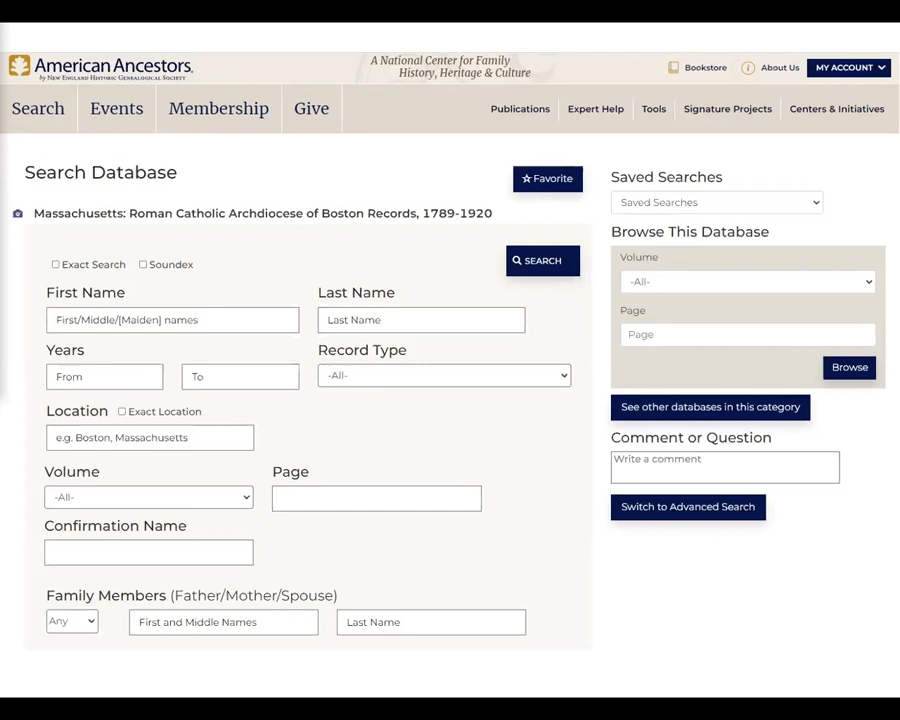 American Ancestors
by NEW ENGLAND HISTORIC GENEALOGICAL SOCIETY
A National Center for Family
History, Heritage & Culture
Bookstore
About Us
MY ACCOUNT
Search
Events
Membership
Give
Publications
Expert Help
Tools
Signature Projects
Centers & Initiatives
Search Database
Favorite
Massachusetts: Roman Catholic Archdiocese of Boston Records, 1789-1920
Exact Search
Soundex
SEARCH
First Name
Last Name
First/Middle/[Maiden] names
Last Name
Years
Record Type
From
To
-All-
Location
Exact Location
e.g. Boston, Massachusetts
Volume
Page
-All-
Confirmation Name
Family Members (Father/Mother/Spouse)
Any
First and Middle Names
Last Name
Saved Searches
Saved Searches
Browse This Database
Volume
-All-
Page
Page
Browse
See other databases in this category
Comment or Question
Write a comment
Switch to Advanced Search